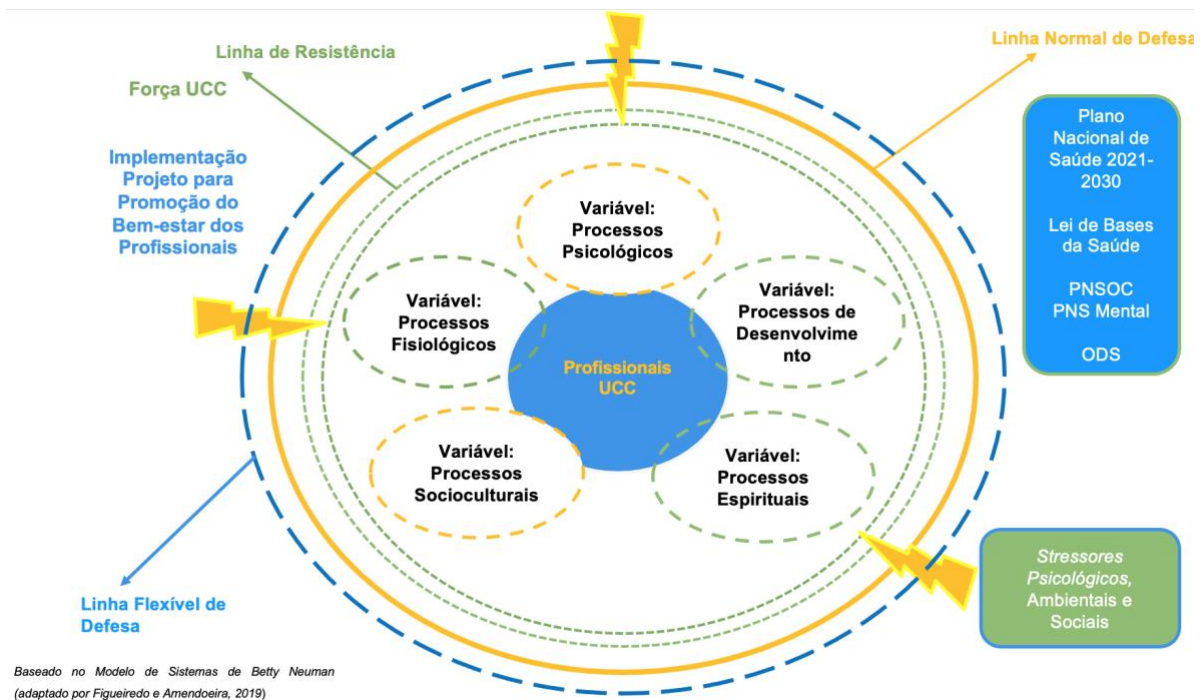 Linha de Resistência
Força UCC
Implementação
Projeto para
Promoção do
Bem-estar dos
Profissionais
Linha Normal de Defesa
Plano
Nacional de
Saúde 2021-
2030
Lei de Bases
da Saúde
PNSOC
PNS Mental
ODS
Variável:
Processos
Psicológicos
Variável:
Processos
Fisiológicos
Variável:
Processos de
Desenvolvime
nto
Profissionais
UCC
Variável:
Processos
Socioculturais
Variável:
Processos
Espirituais
Stressores
Psicológicos,
Ambientais e
Sociais
Linha Flexível de
Defesa
Baseado no Modelo de Sistemas de Betty Neuman
(adaptado por Figueiredo e Amendoeira, 2019)